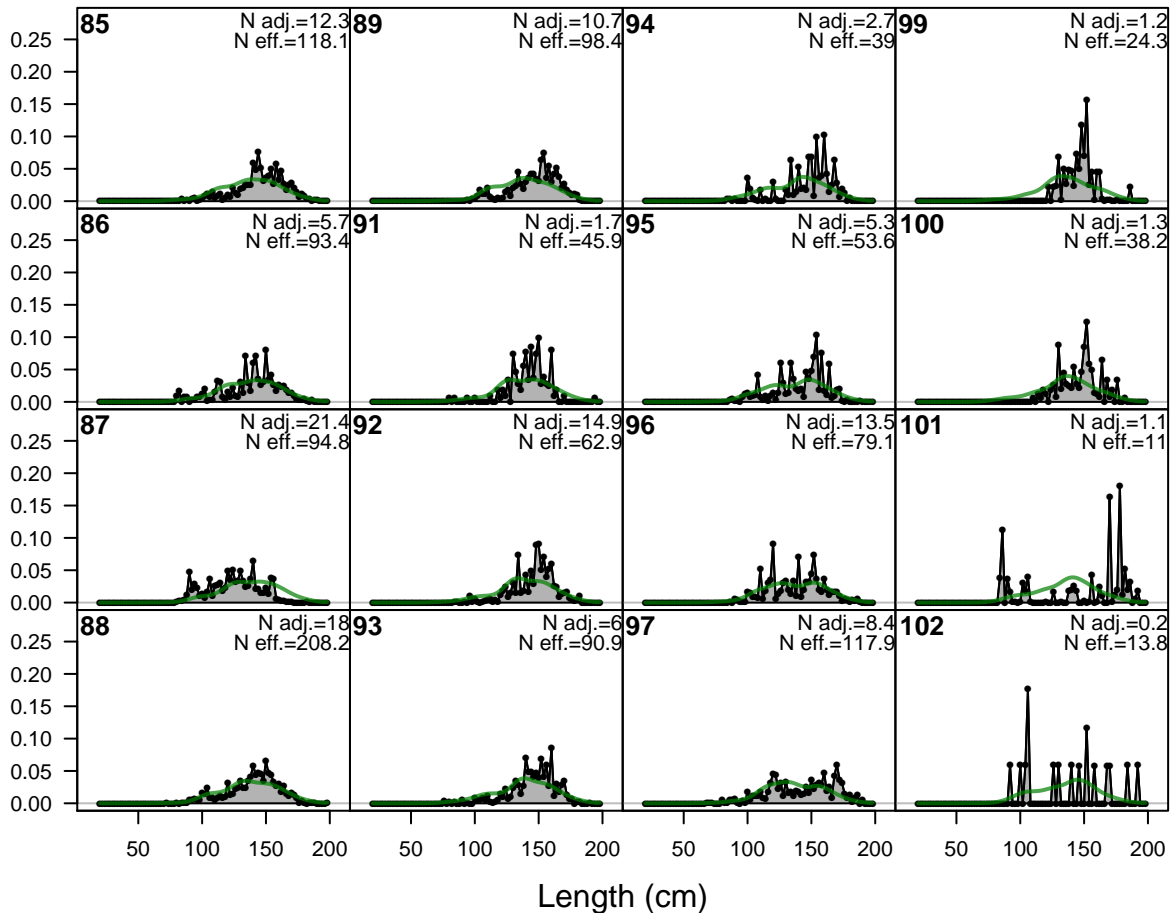 85 N adj.=12.3 89 N adj.=10.7 94 N adj.=2.7 99 N adj.=1.2
N eff.=118.1 N eff.=98.4 N eff.=39 N eff.=24.3
0.25
0.20
0.15
0.10
0.05
0.00
86 N adj.=5.7 91 N adj.=1.7 95 N adj.=5.3 100 N adj.=1.3
N eff.=93.4 N eff.=45.9 N eff.=53.6 N eff.=38.2
0.25
0.20
0.15
0.10
0.05
0.00
87 N adj.=21.4 92 N adj.=14.9 96 N adj.=13.5 101 N adj.=1.1
N eff.=94.8 N eff.=62.9 N eff.=79.1 N eff.=11
0.25
0.20
0.15
0.10
0.05
0.00
88 N adj.=18 93 N adj.=6 97 N adj.=8.4 102 N adj.=0.2
N eff.=208.2 N eff.=90.9 N eff.=117.9 N eff.=13.8
0.25
0.20
0.15
0.10
0.05
0.00
50 100 150 200 50 100 150 200 50 100 150 200 50 100 150 200
Length (cm)